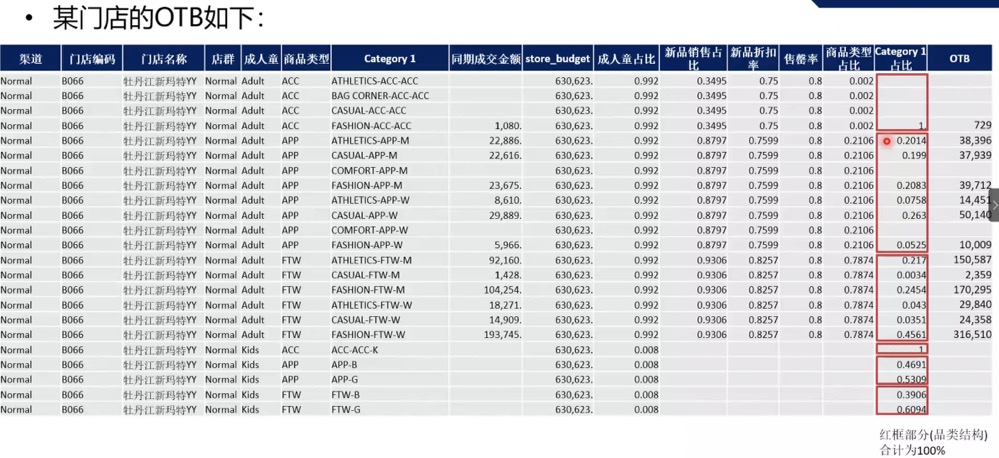 • 某门店的OTB如下：
渠道 门店编码 门店名称 店群 成人童 商品类型 Category 1 同期成交金额 store_budget 成人童占比 新品销售占比 新品折扣率 售罄率 商品类型占比 Category 1占比 OTB
Normal B066 牡丹江新玛特YY Normal Adult ACC ATHLETICS-ACC-ACC 630,623. 0.992 0.3495 0.75 0.8 0.002
Normal B066 牡丹江新玛特YY Normal Adult ACC BAG CORNER-ACC-ACC 630,623. 0.992 0.3495 0.75 0.8 0.002
Normal B066 牡丹江新玛特YY Normal Adult ACC CASUAL-ACC-ACC 630,623. 0.992 0.3495 0.75 0.8 0.002
Normal B066 牡丹江新玛特YY Normal Adult ACC FASHION-ACC-ACC 1,080. 630,623. 0.992 0.3495 0.75 0.8 0.002 1 729
Normal B066 牡丹江新玛特YY Normal Adult APP ATHLETICS-APP-M 22,886. 630,623. 0.992 0.8797 0.7599 0.8 0.2106 0.2014 38,396
Normal B066 牡丹江新玛特YY Normal Adult APP CASUAL-APP-M 22,616. 630,623. 0.992 0.8797 0.7599 0.8 0.2106 0.199 37,939
Normal B066 牡丹江新玛特YY Normal Adult APP COMFORT-APP-M 630,623. 0.992 0.8797 0.7599 0.8 0.2106
Normal B066 牡丹江新玛特YY Normal Adult APP FASHION-APP-M 23,675. 630,623. 0.992 0.8797 0.7599 0.8 0.2106 0.2083 39,712
Normal B066 牡丹江新玛特YY Normal Adult APP ATHLETICS-APP-W 8,610. 630,623. 0.992 0.8797 0.7599 0.8 0.2106 0.0758 14,451
Normal B066 牡丹江新玛特YY Normal Adult APP CASUAL-APP-W 29,889. 630,623. 0.992 0.8797 0.7599 0.8 0.2106 0.263 50,140
Normal B066 牡丹江新玛特YY Normal Adult APP COMFORT-APP-W 630,623. 0.992 0.8797 0.7599 0.8 0.2106
Normal B066 牡丹江新玛特YY Normal Adult APP FASHION-APP-W 5,966. 630,623. 0.992 0.8797 0.7599 0.8 0.2106 0.0525 10,009
Normal B066 牡丹江新玛特YY Normal Adult FTW ATHLETICS-FTW-M 92,160. 630,623. 0.992 0.9306 0.8257 0.8 0.7874 0.217 150,587
Normal B066 牡丹江新玛特YY Normal Adult FTW CASUAL-FTW-M 1,428. 630,623. 0.992 0.9306 0.8257 0.8 0.7874 0.0034 2,359
Normal B066 牡丹江新玛特YY Normal Adult FTW FASHION-FTW-M 104,254. 630,623. 0.992 0.9306 0.8257 0.8 0.7874 0.2454 170,295
Normal B066 牡丹江新玛特YY Normal Adult FTW ATHLETICS-FTW-W 18,271. 630,623. 0.992 0.9306 0.8257 0.8 0.7874 0.043 29,840
Normal B066 牡丹江新玛特YY Normal Adult FTW CASUAL-FTW-W 14,909. 630,623. 0.992 0.9306 0.8257 0.8 0.7874 0.0351 24,358
Normal B066 牡丹江新玛特YY Normal Adult FTW FASHION-FTW-W 193,745. 630,623. 0.992 0.9306 0.8257 0.8 0.7874 0.4561 316,510
Normal B066 牡丹江新玛特YY Normal Kids ACC ACC-ACC-K 630,623. 0.008 1
Normal B066 牡丹江新玛特YY Normal Kids APP APP-B 630,623. 0.008 0.4691
Normal B066 牡丹江新玛特YY Normal Kids APP APP-G 630,623. 0.008 0.5309
Normal B066 牡丹江新玛特YY Normal Kids FTW FTW-B 630,623. 0.008 0.3906
Normal B066 牡丹江新玛特YY Normal Kids FTW FTW-G 630,623. 0.008 0.6094
红框部分(品类结构)
合计为100%